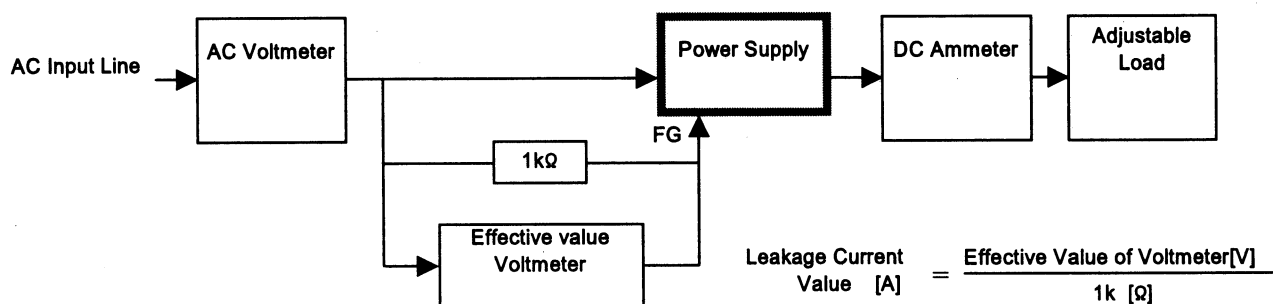 AC Input Line
AC Voltmeter
Power Supply
DC Ammeter
Adjustable
Load
FG
1kΩ
Effective value
Voltmeter
Leakage Current
Value [A]
=
Effective Value of Voltmeter[V]
1k [Ω]